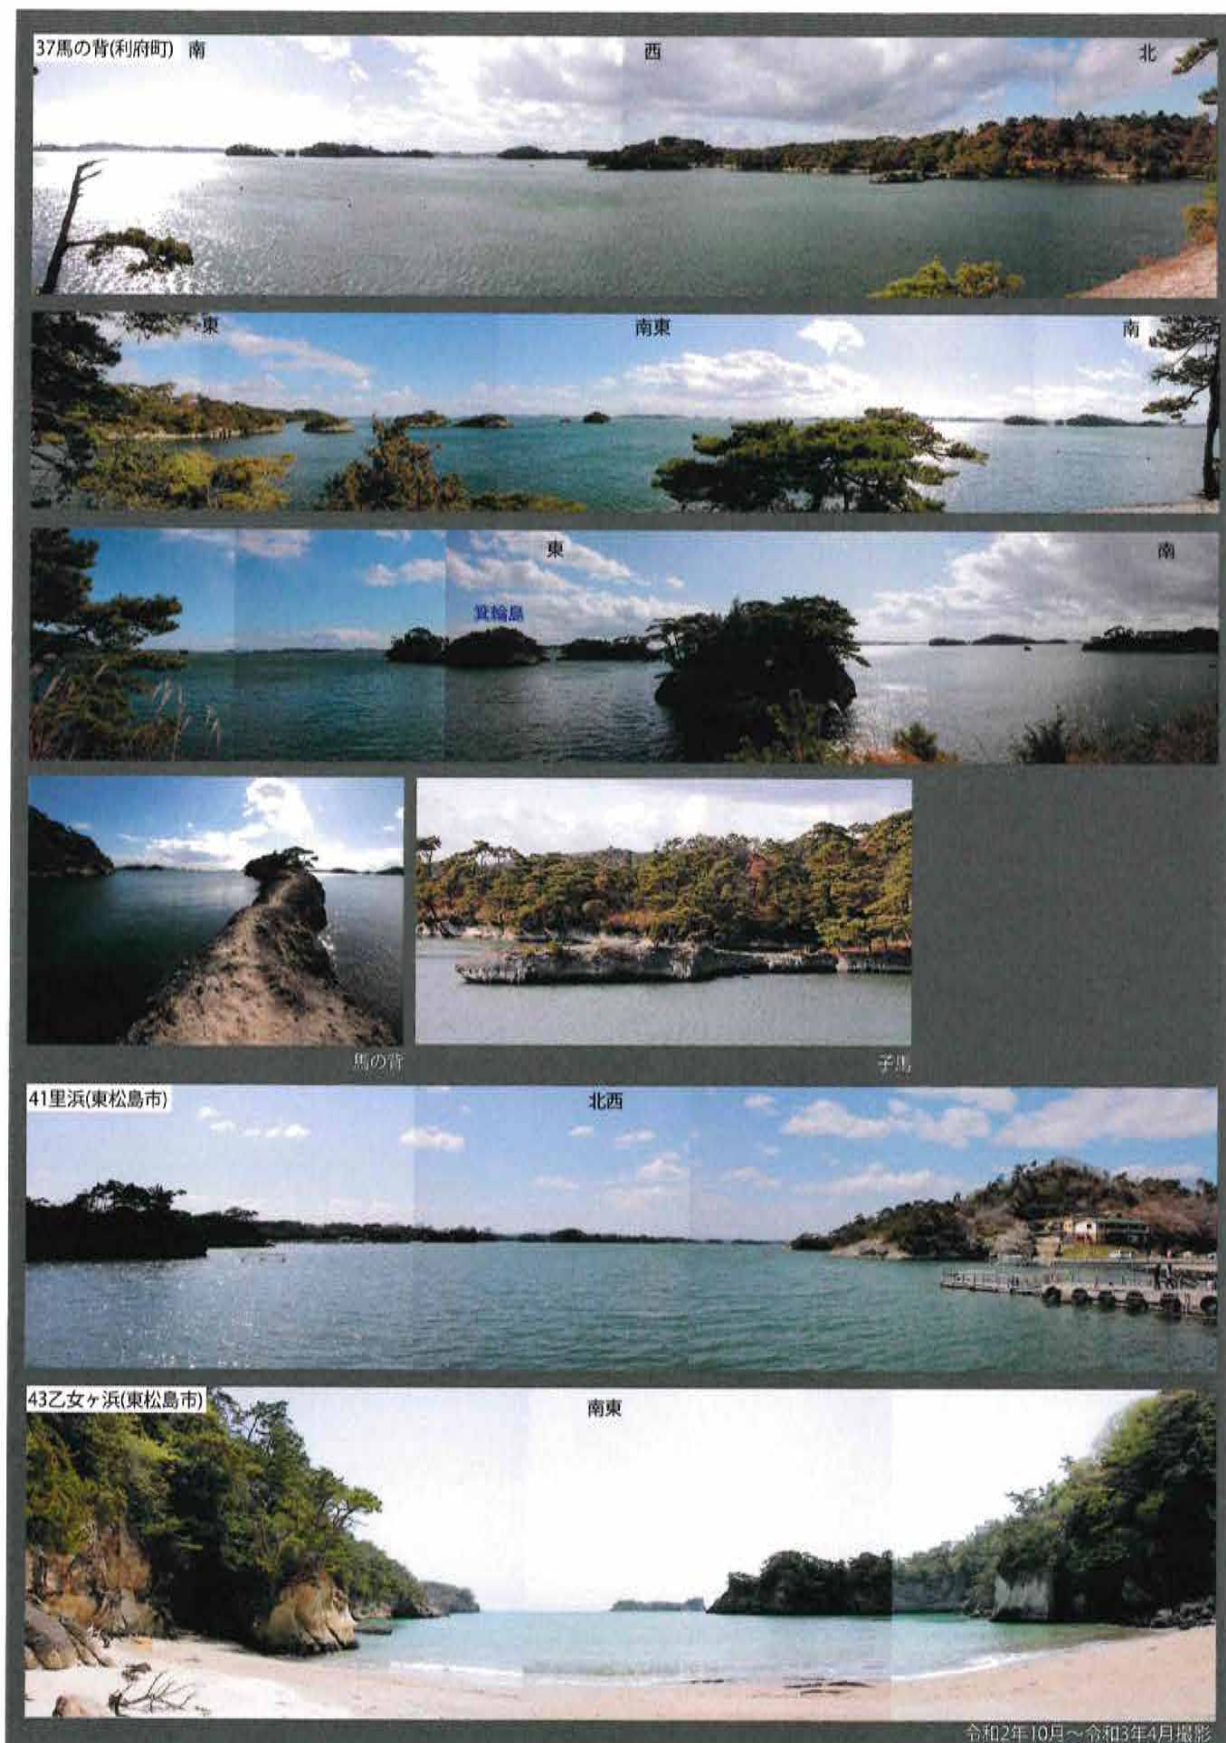 37馬の背(利府町) 南 西 北
東 南東 南
東 南
箕輪島
馬の背 子馬
41里浜(東松島市) 北西
43乙女ヶ浜(東松島市) 南東
令和2年10月～令和3年4月撮影